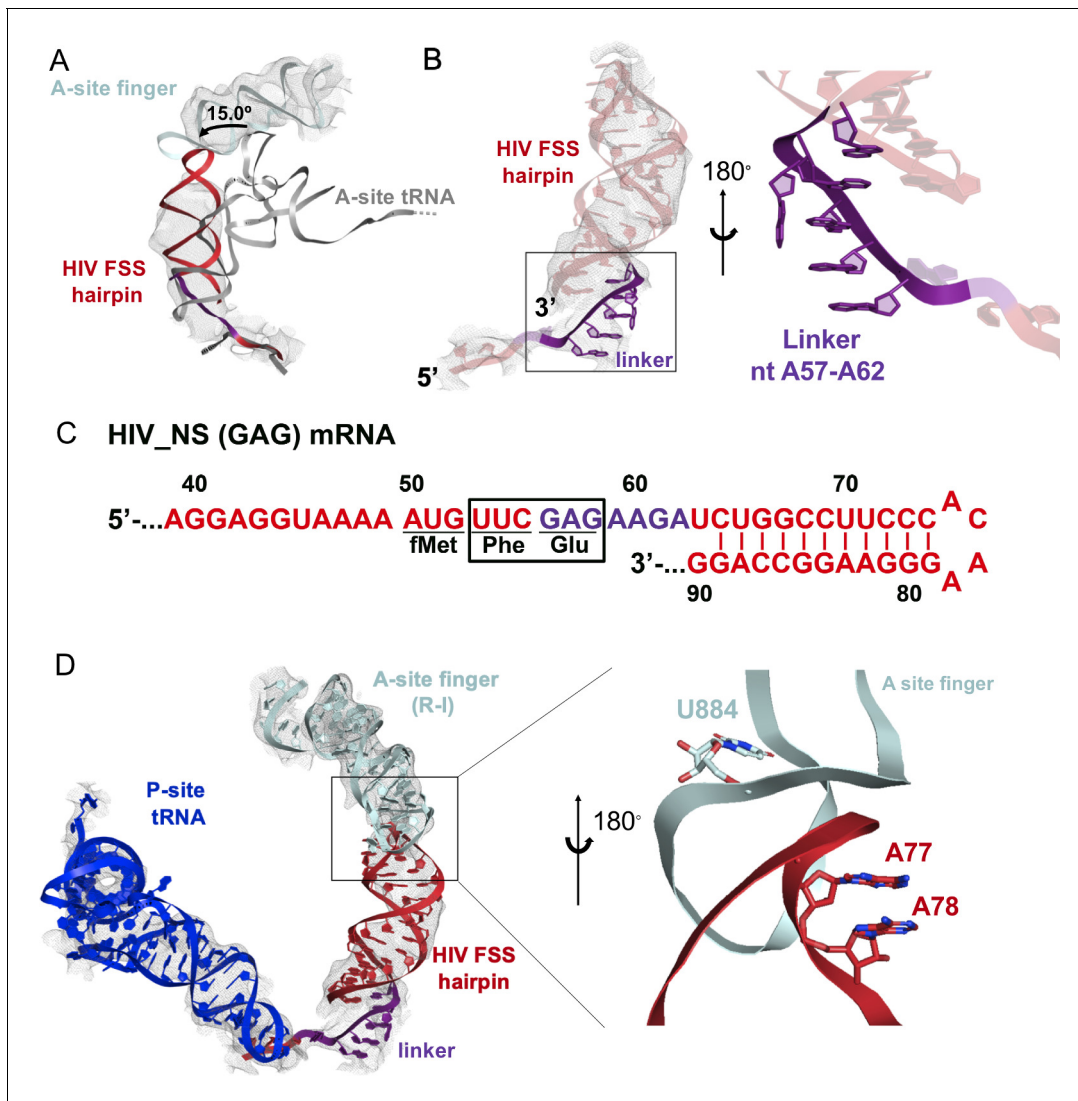 A
A-site finger
15.0º
A-site tRNA
HIV FSS
hairpin
B
HIV FSS
hairpin
3’
5’
linker
180°
Linker
nt A57-A62
C HIV_NS (GAG) mRNA
40 50 60 70
5’-...AGGAGGUAAAA AUG UUC GAG AAGAUCUGGCCUUCCC A C
fMet Phe Glu
3’-...GGACCGGAAGGG A A
90 80
D
A-site finger
(R-I)
P-site
tRNA
HIV FSS
hairpin
linker
180°
A site finger
U884
A77
A78